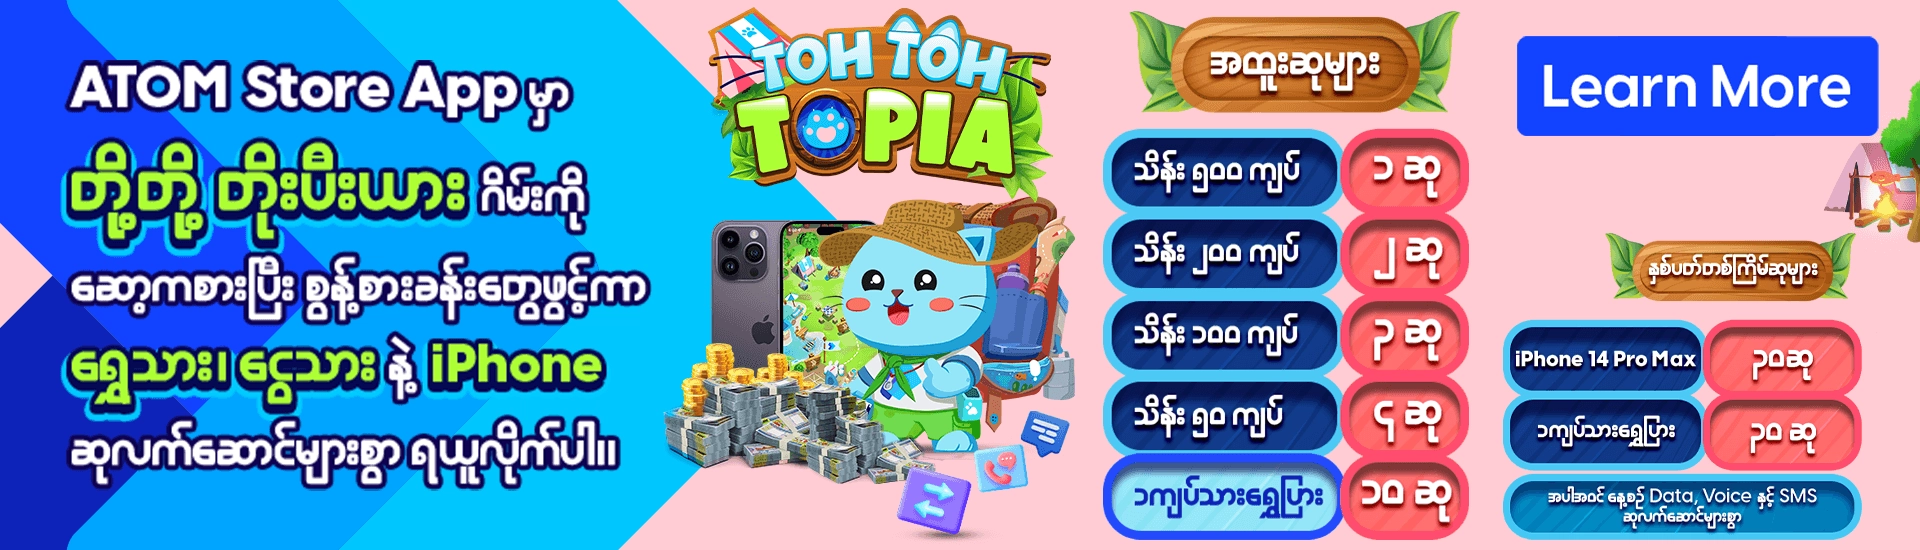 ATOM Store App မှာ
တို့တို့ တိုးပီးယား ဂိမ်းကို
ဆော့ကစားပြီး စွန့်စားခန်းတွေဖွင့်ကာ
ရွှေသား၊ ငွေသား နဲ့ iPhone
ဆုလက်ဆောင်များစွာ ရယူလိုက်ပါ။
TOH TOH
TOPIA
အထူးဆုများ
သိန်း ၅၀၀ ကျပ် ၁ ဆု
သိန်း ၂၀၀ ကျပ် ၂ ဆု
သိန်း ၁၀၀ ကျပ် ၃ ဆု
သိန်း ၅၀ ကျပ် ၄ ဆု
၁ကျပ်သားရွှေပြား ၁၀ ဆု
Learn More
နှစ်ပတ်တစ်ကြိမ်ဆုများ
iPhone 14 Pro Max ၃၀ဆု
၁ကျပ်သားရွှေပြား ၃၀ ဆု
အပါအဝင် နေ့စဉ် Data, Voice နှင့် SMS
ဆုလက်ဆောင်များစွာ